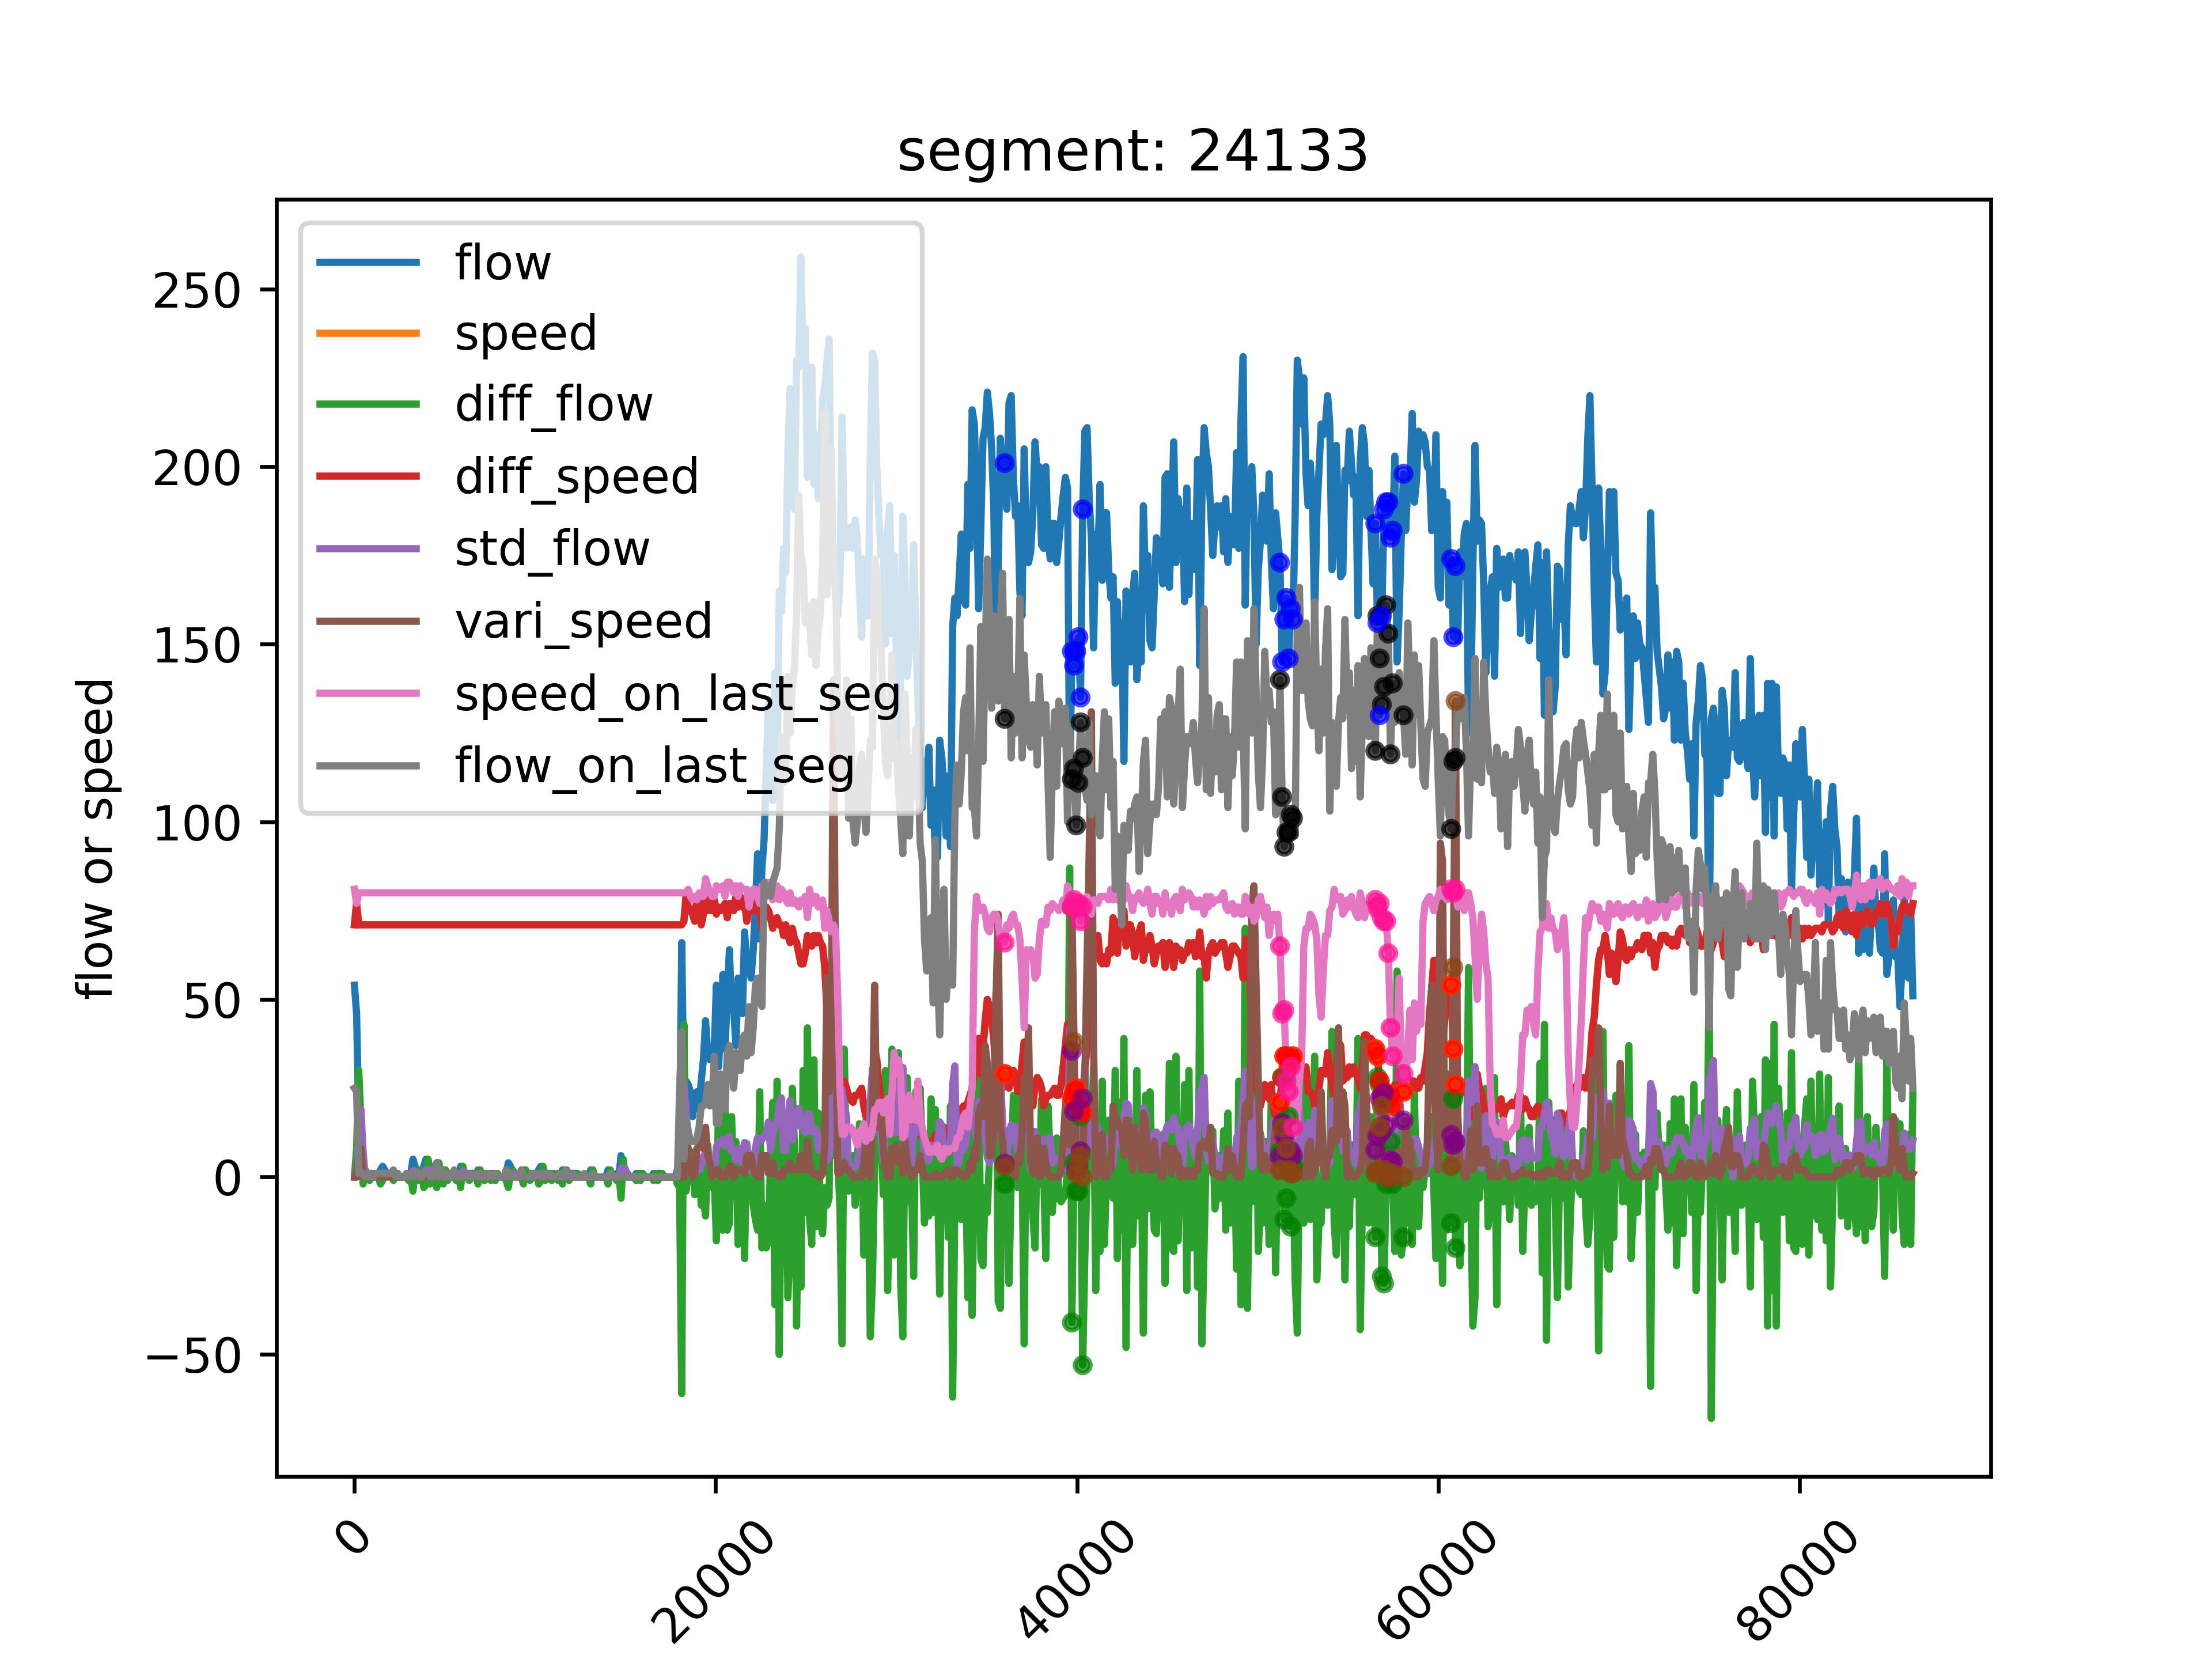 segment: 24133
flow
speed
diff_flow
diff_speed
std_flow
vari_speed
speed_on_last_seg
flow_on_last_seg
flow or speed
250
200
150
100
50
0
−50
0
20000
40000
60000
80000